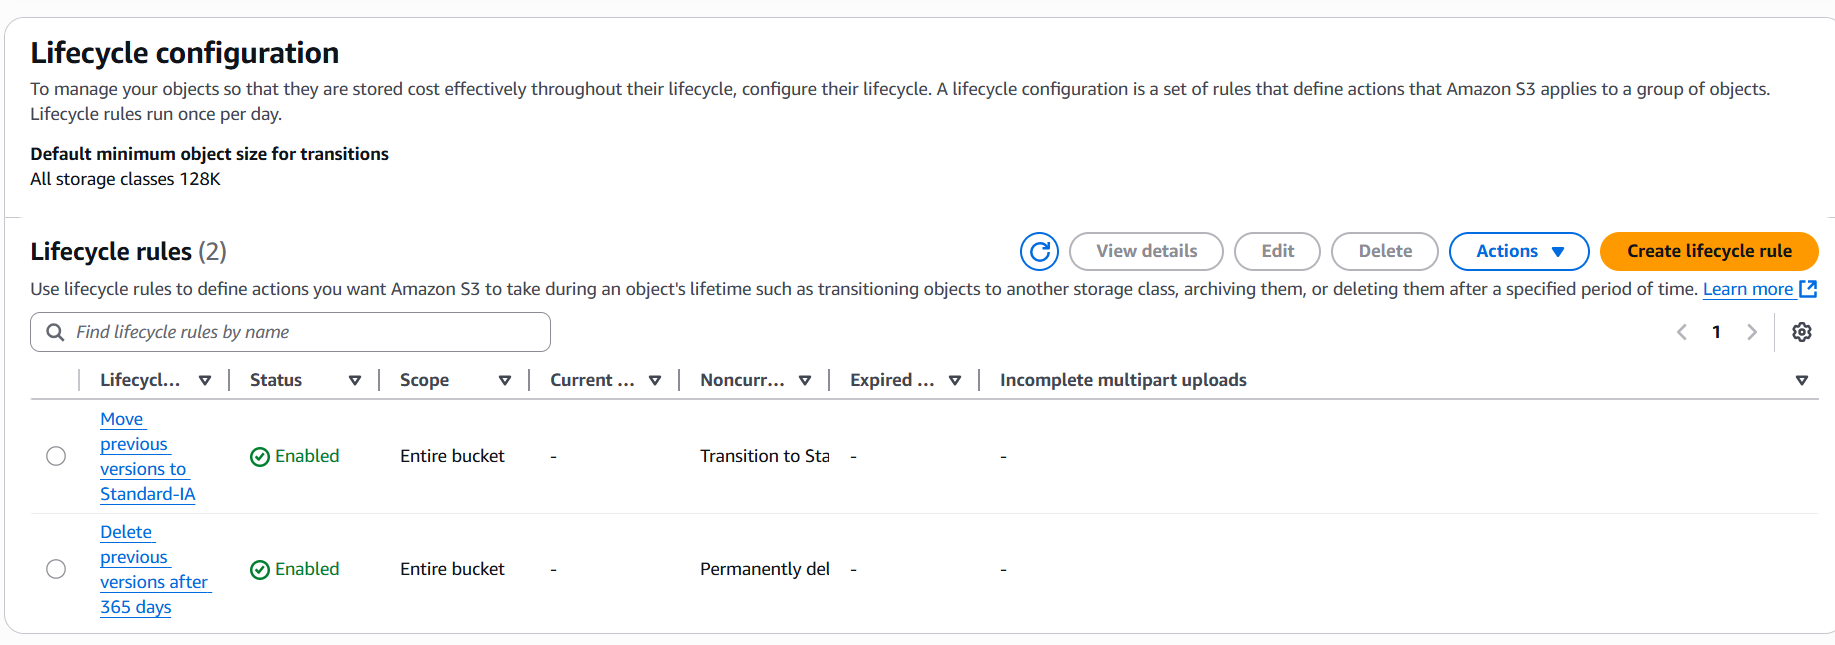 Lifecycle configuration
To manage your objects so that they are stored cost effectively throughout their lifecycle, configure their lifecycle. A lifecycle configuration is a set of rules that define actions that Amazon S3 applies to a group of objects.
Lifecycle rules run once per day.
Default minimum object size for transitions
All storage classes 128K
Lifecycle rules (2)
View details
Edit
Delete
Actions
Create lifecycle rule
Use lifecycle rules to define actions you want Amazon S3 to take during an object's lifetime such as transitioning objects to another storage class, archiving them, or deleting them after a specified period of time. Learn more
Find lifecycle rules by name
1
Lifecycl... Status Scope Current ... Noncurr... Expired ... Incomplete multipart uploads
Move
previous
versions to
Standard-IA
Enabled
Entire bucket
-
Transition to Sta
-
-
Delete
previous
versions after
365 days
Enabled
Entire bucket
-
Permanently del
-
-